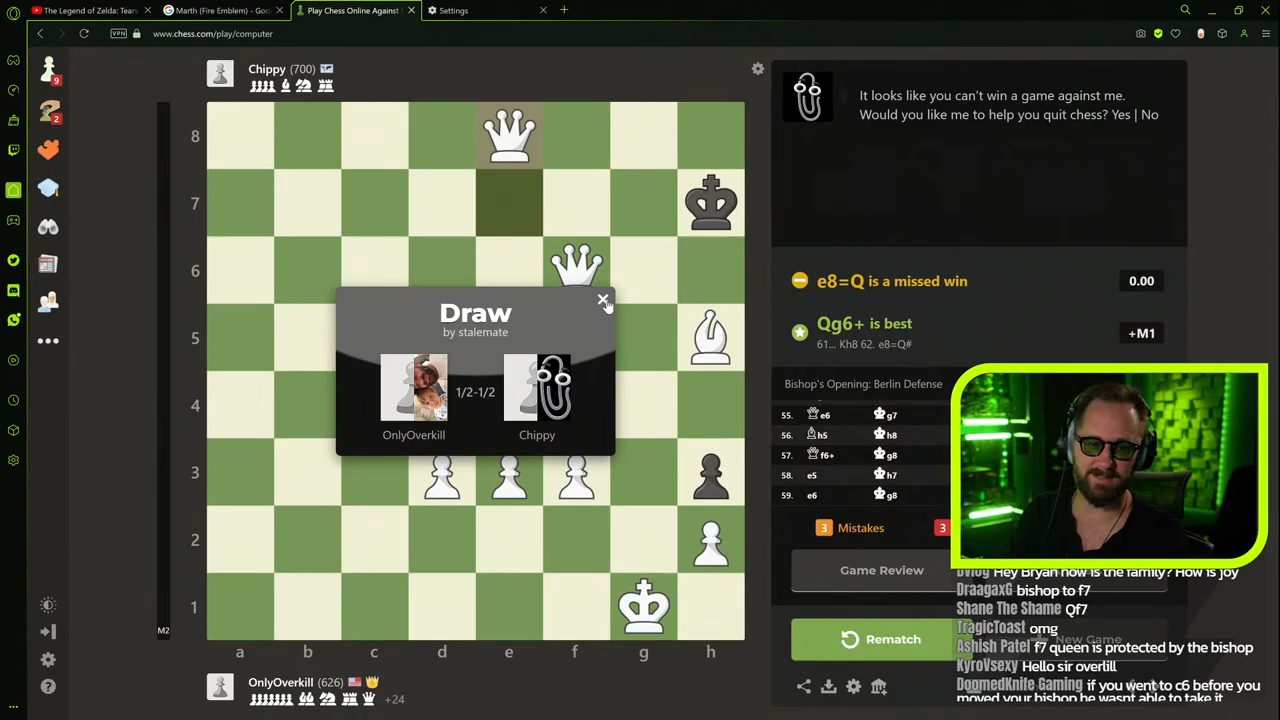 The Legend of Zelda: Tears
Marth (Fire Emblem) - Goo
Play Chess Online Against
Settings
VPN
www.chess.com/play/computer
9
2
Chippy (700)
It looks like you can't win a game against me.
Would you like me to help you quit chess? Yes | No
8
7
6
5
4
3
2
1
a b c d e f g h
M2
Draw
by stalemate
1/2-1/2
OnlyOverkill
Chippy
e8=Q is a missed win
0.00
Qg6+ is best
+M1
61... Kh8 62. e8=Q#
Bishop's Opening: Berlin Defense
55. e6 g7
56. h5 h8
57. f6+ g8
58. e5 h7
59. e6 g8
3 Mistakes
3
Game Review
Rematch
New Game
OnlyOverkill (626)
+24
Hey Bryan how is the family? How is joy
DraagaxG bishop to f7
Shane The Shame Qf7
TragicToast omg
Ashish Patel f7 queen is protected by the bishop
KyroVsexy Hello sir overlill
DoomedKnife Gaming if you went to c6 before you
moved your bishop he wasnt able to take it